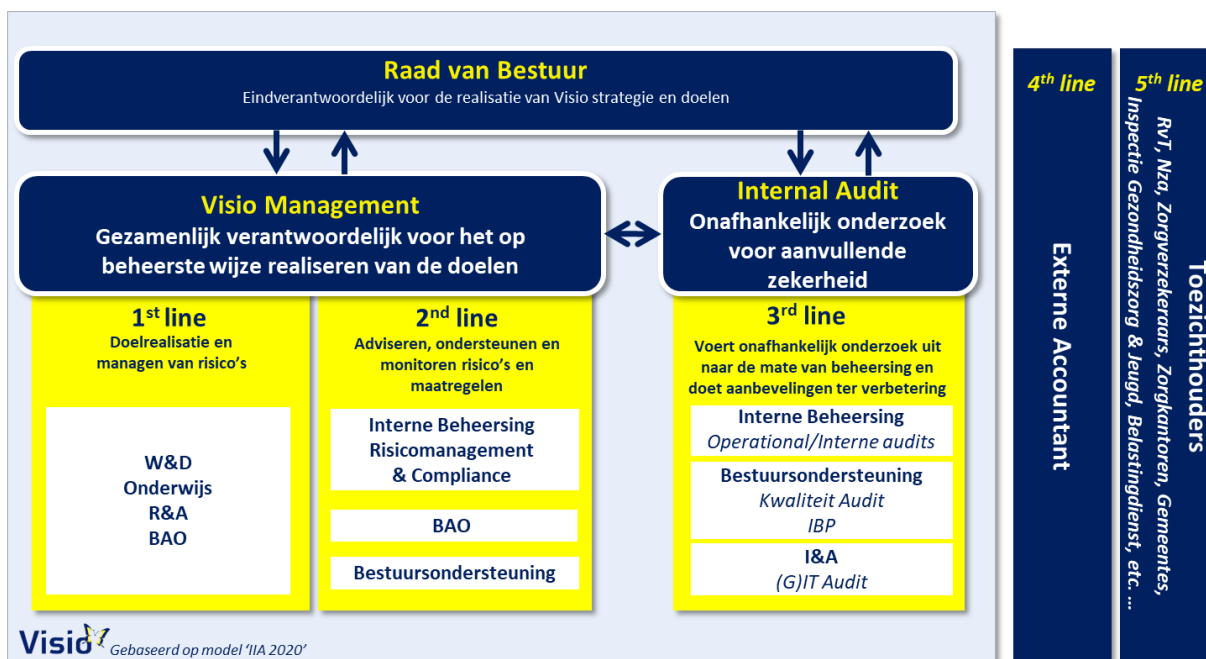 Raad van Bestuur
Eindverantwoordelijk voor de realisatie van Visio strategie en doelen
Visio Management
Gezamenlijk verantwoordelijk voor het op
beheerste wijze realiseren van de doelen
Internal Audit
Onafhankelijk onderzoek
voor aanvullende
zekerheid
1st line
Doelrealisatie en
managen van risico's
W&D
Onderwijs
R&A
BAO
2nd line
Adviseren, ondersteunen en
monitoren risico's en
maatregelen
Interne Beheersing
Risicomanagement
& Compliance
BAO
Bestuursondersteuning
3rd line
Voert onafhankelijk onderzoek uit
naar de mate van beheersing en
doet aanbevelingen ter verbetering
Interne Beheersing
Operational/Interne audits
Bestuursondersteuning
Kwaliteit Audit
IBP
I&A
(G)IT Audit
4th line
Externe Accountant
5th line
Toezichthouders
RvT, Nza, Zorgverzekeraars, Zorgkantoren, Gemeentes,
Inspectie Gezondheidszorg & Jeugd, Belastingdienst, etc. ...
Visio
Gebaseerd op model 'IIA 2020'